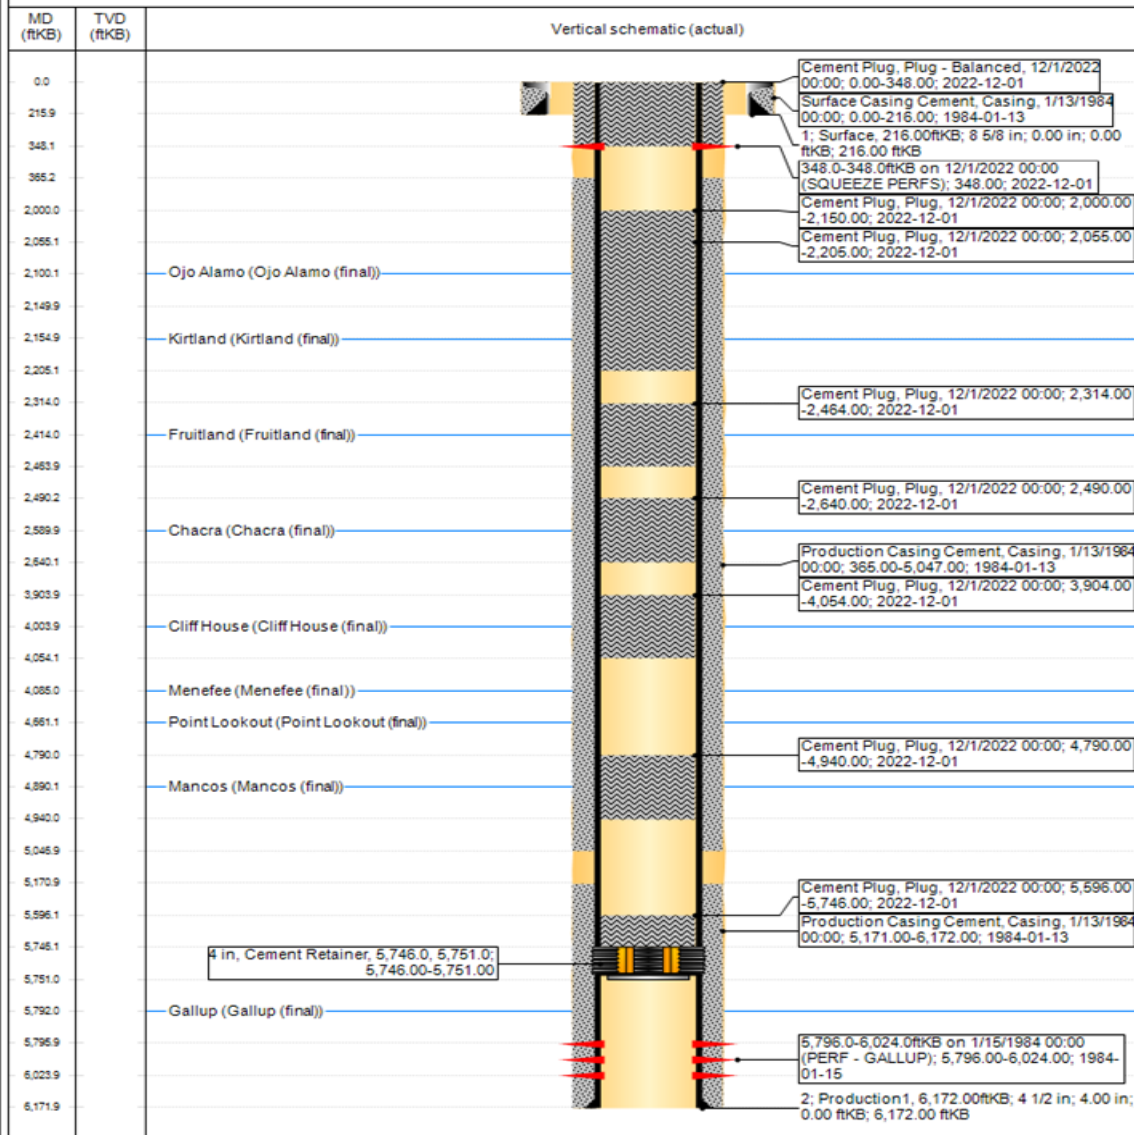 MD
(ftKB)
TVD
(ftKB)
Vertical schematic (actual)
0.0
215.9
348.1
365.2
2,000.0
2,055.1
2,100.1
2,149.9
2,154.9
2,205.1
2,314.0
2,414.0
2,463.9
2,490.2
2,589.9
2,640.1
3,903.9
4,003.9
4,054.1
4,085.0
4,661.1
4,790.0
4,890.1
4,940.0
5,046.9
5,170.9
5,596.1
5,746.1
5,751.0
5,792.0
5,795.9
6,023.9
6,171.9
Ojo Alamo (Ojo Alamo (final))
Kirtland (Kirtland (final))
Fruitland (Fruitland (final))
Chacra (Chacra (final))
Cliff House (Cliff House (final))
Menefee (Menefee (final))
Point Lookout (Point Lookout (final))
Mancos (Mancos (final))
4 in, Cement Retainer, 5,746.0, 5,751.0;
5,746.00-5,751.00
Gallup (Gallup (final))
Cement Plug, Plug - Balanced, 12/1/2022
00:00; 0.00-348.00; 2022-12-01
Surface Casing Cement, Casing, 1/13/1984
00:00; 0.00-216.00; 1984-01-13
1; Surface, 216.00ftKB; 8 5/8 in; 0.00 in; 0.00
ftKB; 216.00 ftKB
348.0-348.0ftKB on 12/1/2022 00:00
(SQUEEZE PERFS); 348.00; 2022-12-01
Cement Plug, Plug, 12/1/2022 00:00; 2,000.00
-2,150.00; 2022-12-01
Cement Plug, Plug, 12/1/2022 00:00; 2,055.00
-2,205.00; 2022-12-01
Cement Plug, Plug, 12/1/2022 00:00; 2,314.00
-2,464.00; 2022-12-01
Cement Plug, Plug, 12/1/2022 00:00; 2,490.00
-2,640.00; 2022-12-01
Production Casing Cement, Casing, 1/13/1984
00:00; 365.00-5,047.00; 1984-01-13
Cement Plug, Plug, 12/1/2022 00:00; 3,904.00
-4,054.00; 2022-12-01
Cement Plug, Plug, 12/1/2022 00:00; 4,790.00
-4,940.00; 2022-12-01
Cement Plug, Plug, 12/1/2022 00:00; 5,596.00
-5,746.00; 2022-12-01
Production Casing Cement, Casing, 1/13/1984
00:00; 5,171.00-6,172.00; 1984-01-13
5,796.0-6,024.0ftKB on 1/15/1984 00:00
(PERF - GALLUP); 5,796.00-6,024.00; 1984-
01-15
2; Production1, 6,172.00ftKB; 4 1/2 in; 4.00 in;
0.00 ftKB; 6,172.00 ftKB